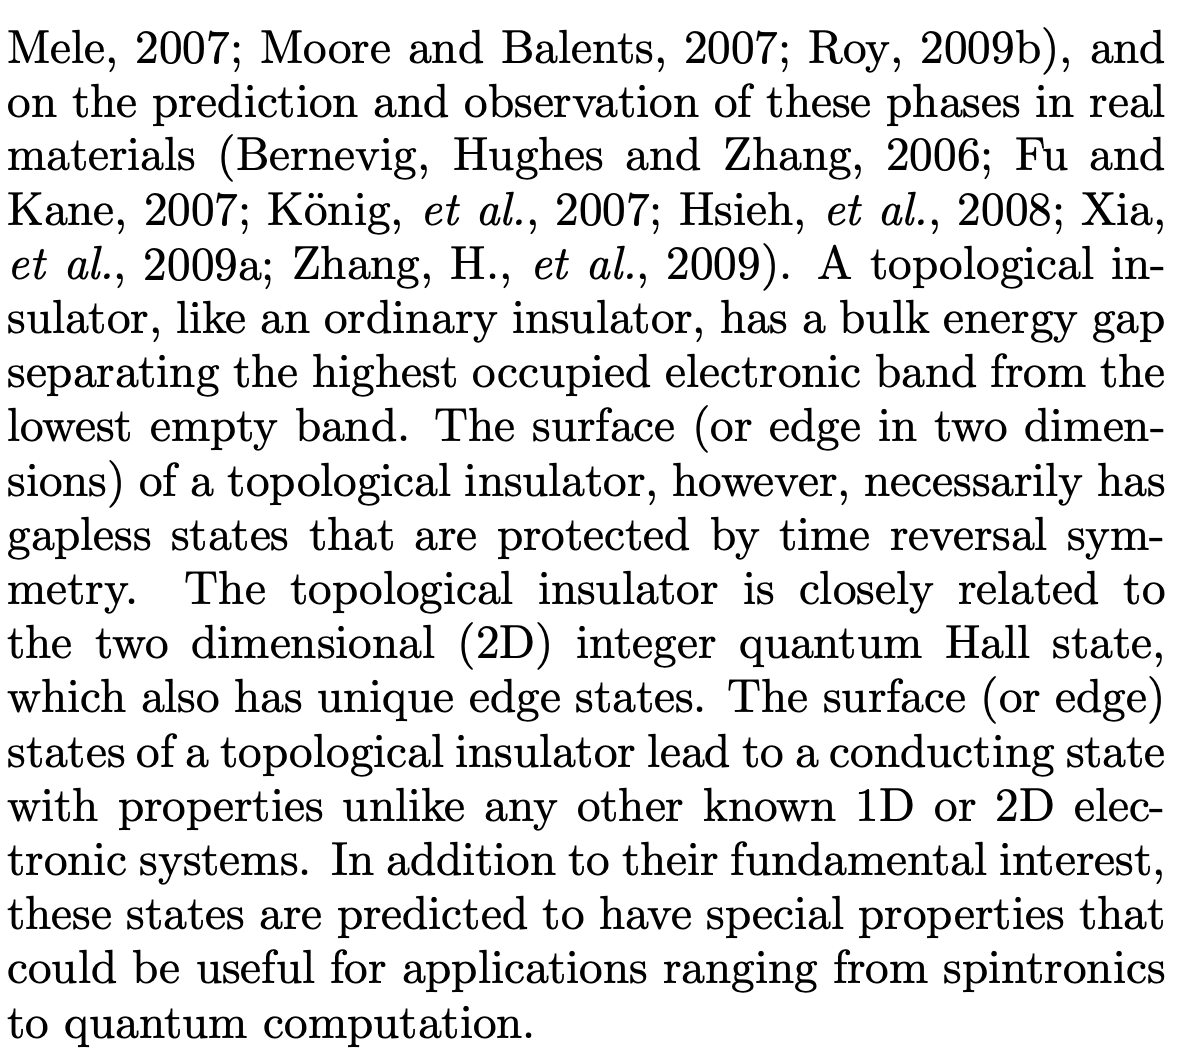 Mele, 2007; Moore and Balents, 2007; Roy, 2009b), and
on the prediction and observation of these phases in real
materials (Bernevig, Hughes and Zhang, 2006; Fu and
Kane, 2007; König, et al., 2007; Hsieh, et al., 2008; Xia,
et al., 2009a; Zhang, H., et al., 2009). A topological in-
sulator, like an ordinary insulator, has a bulk energy gap
separating the highest occupied electronic band from the
lowest empty band. The surface (or edge in two dimen-
sions) of a topological insulator, however, necessarily has
gapless states that are protected by time reversal sym-
metry. The topological insulator is closely related to
the two dimensional (2D) integer quantum Hall state,
which also has unique edge states. The surface (or edge)
states of a topological insulator lead to a conducting state
with properties unlike any other known 1D or 2D elec-
tronic systems. In addition to their fundamental interest,
these states are predicted to have special properties that
could be useful for applications ranging from spintronics
to quantum computation.